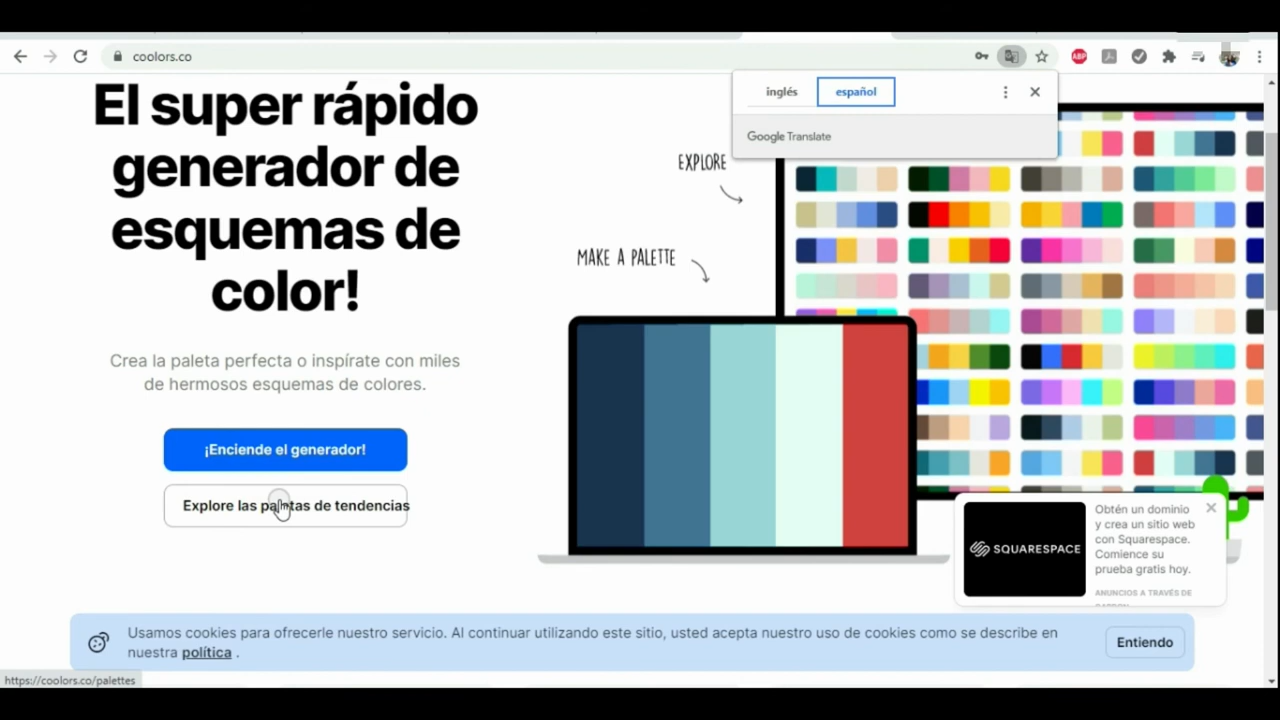 coolors.co
ABP
inglés
español
Google Translate
El super rápido
generador de
esquemas de
color!
EXPLORE
MAKE A PALETTE
Crea la paleta perfecta o inspírate con miles
de hermosos esquemas de colores.
¡Enciende el generador!
Explore las paletas de tendencias
SQUARESPACE
Obtén un dominio
y crea un sitio web
con Squarespace.
Comience su
prueba gratis hoy.
ANUNCIOS A TRAVÉS DE
Usamos cookies para ofrecerle nuestro servicio. Al continuar utilizando este sitio, usted acepta nuestro uso de cookies como se describe en
nuestra política .
Entiendo
https://coolors.co/palettes